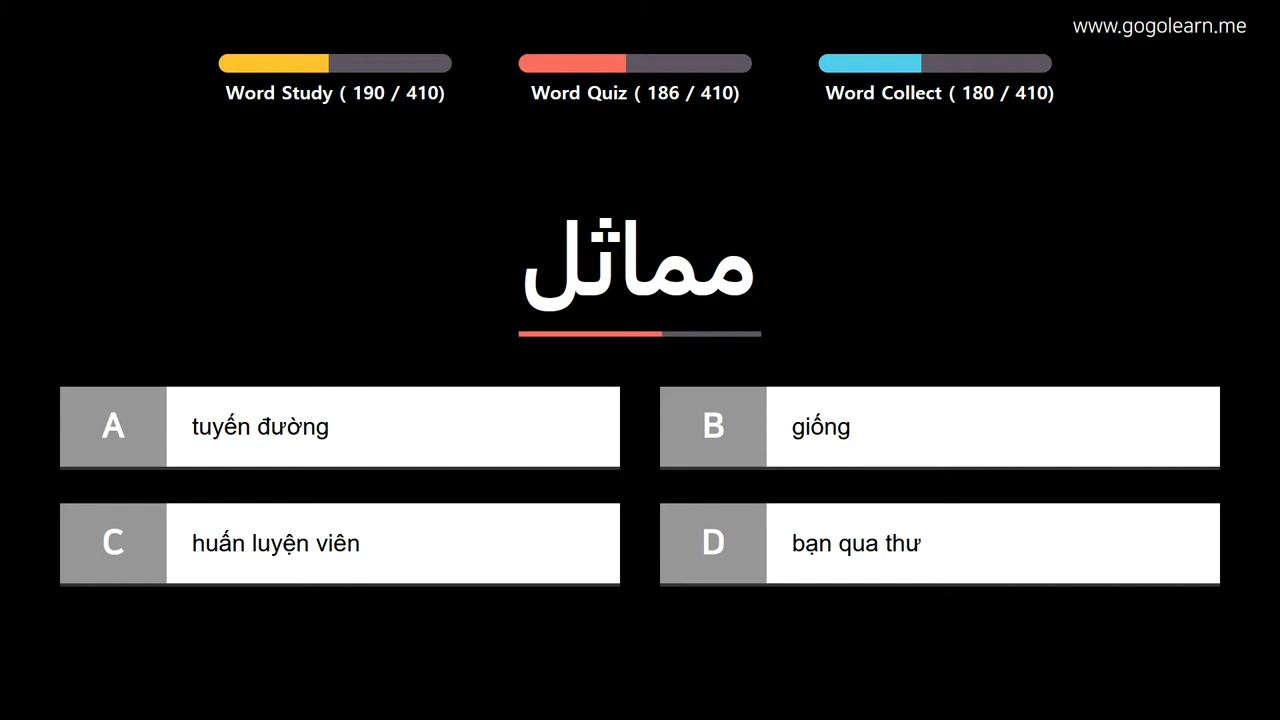 www.gogolearn.me
Word Study ( 190 / 410)
Word Quiz ( 186 / 410)
Word Collect ( 180 / 410)
مماثل
A tuyến đường
B giống
C huấn luyện viên
D bạn qua thư